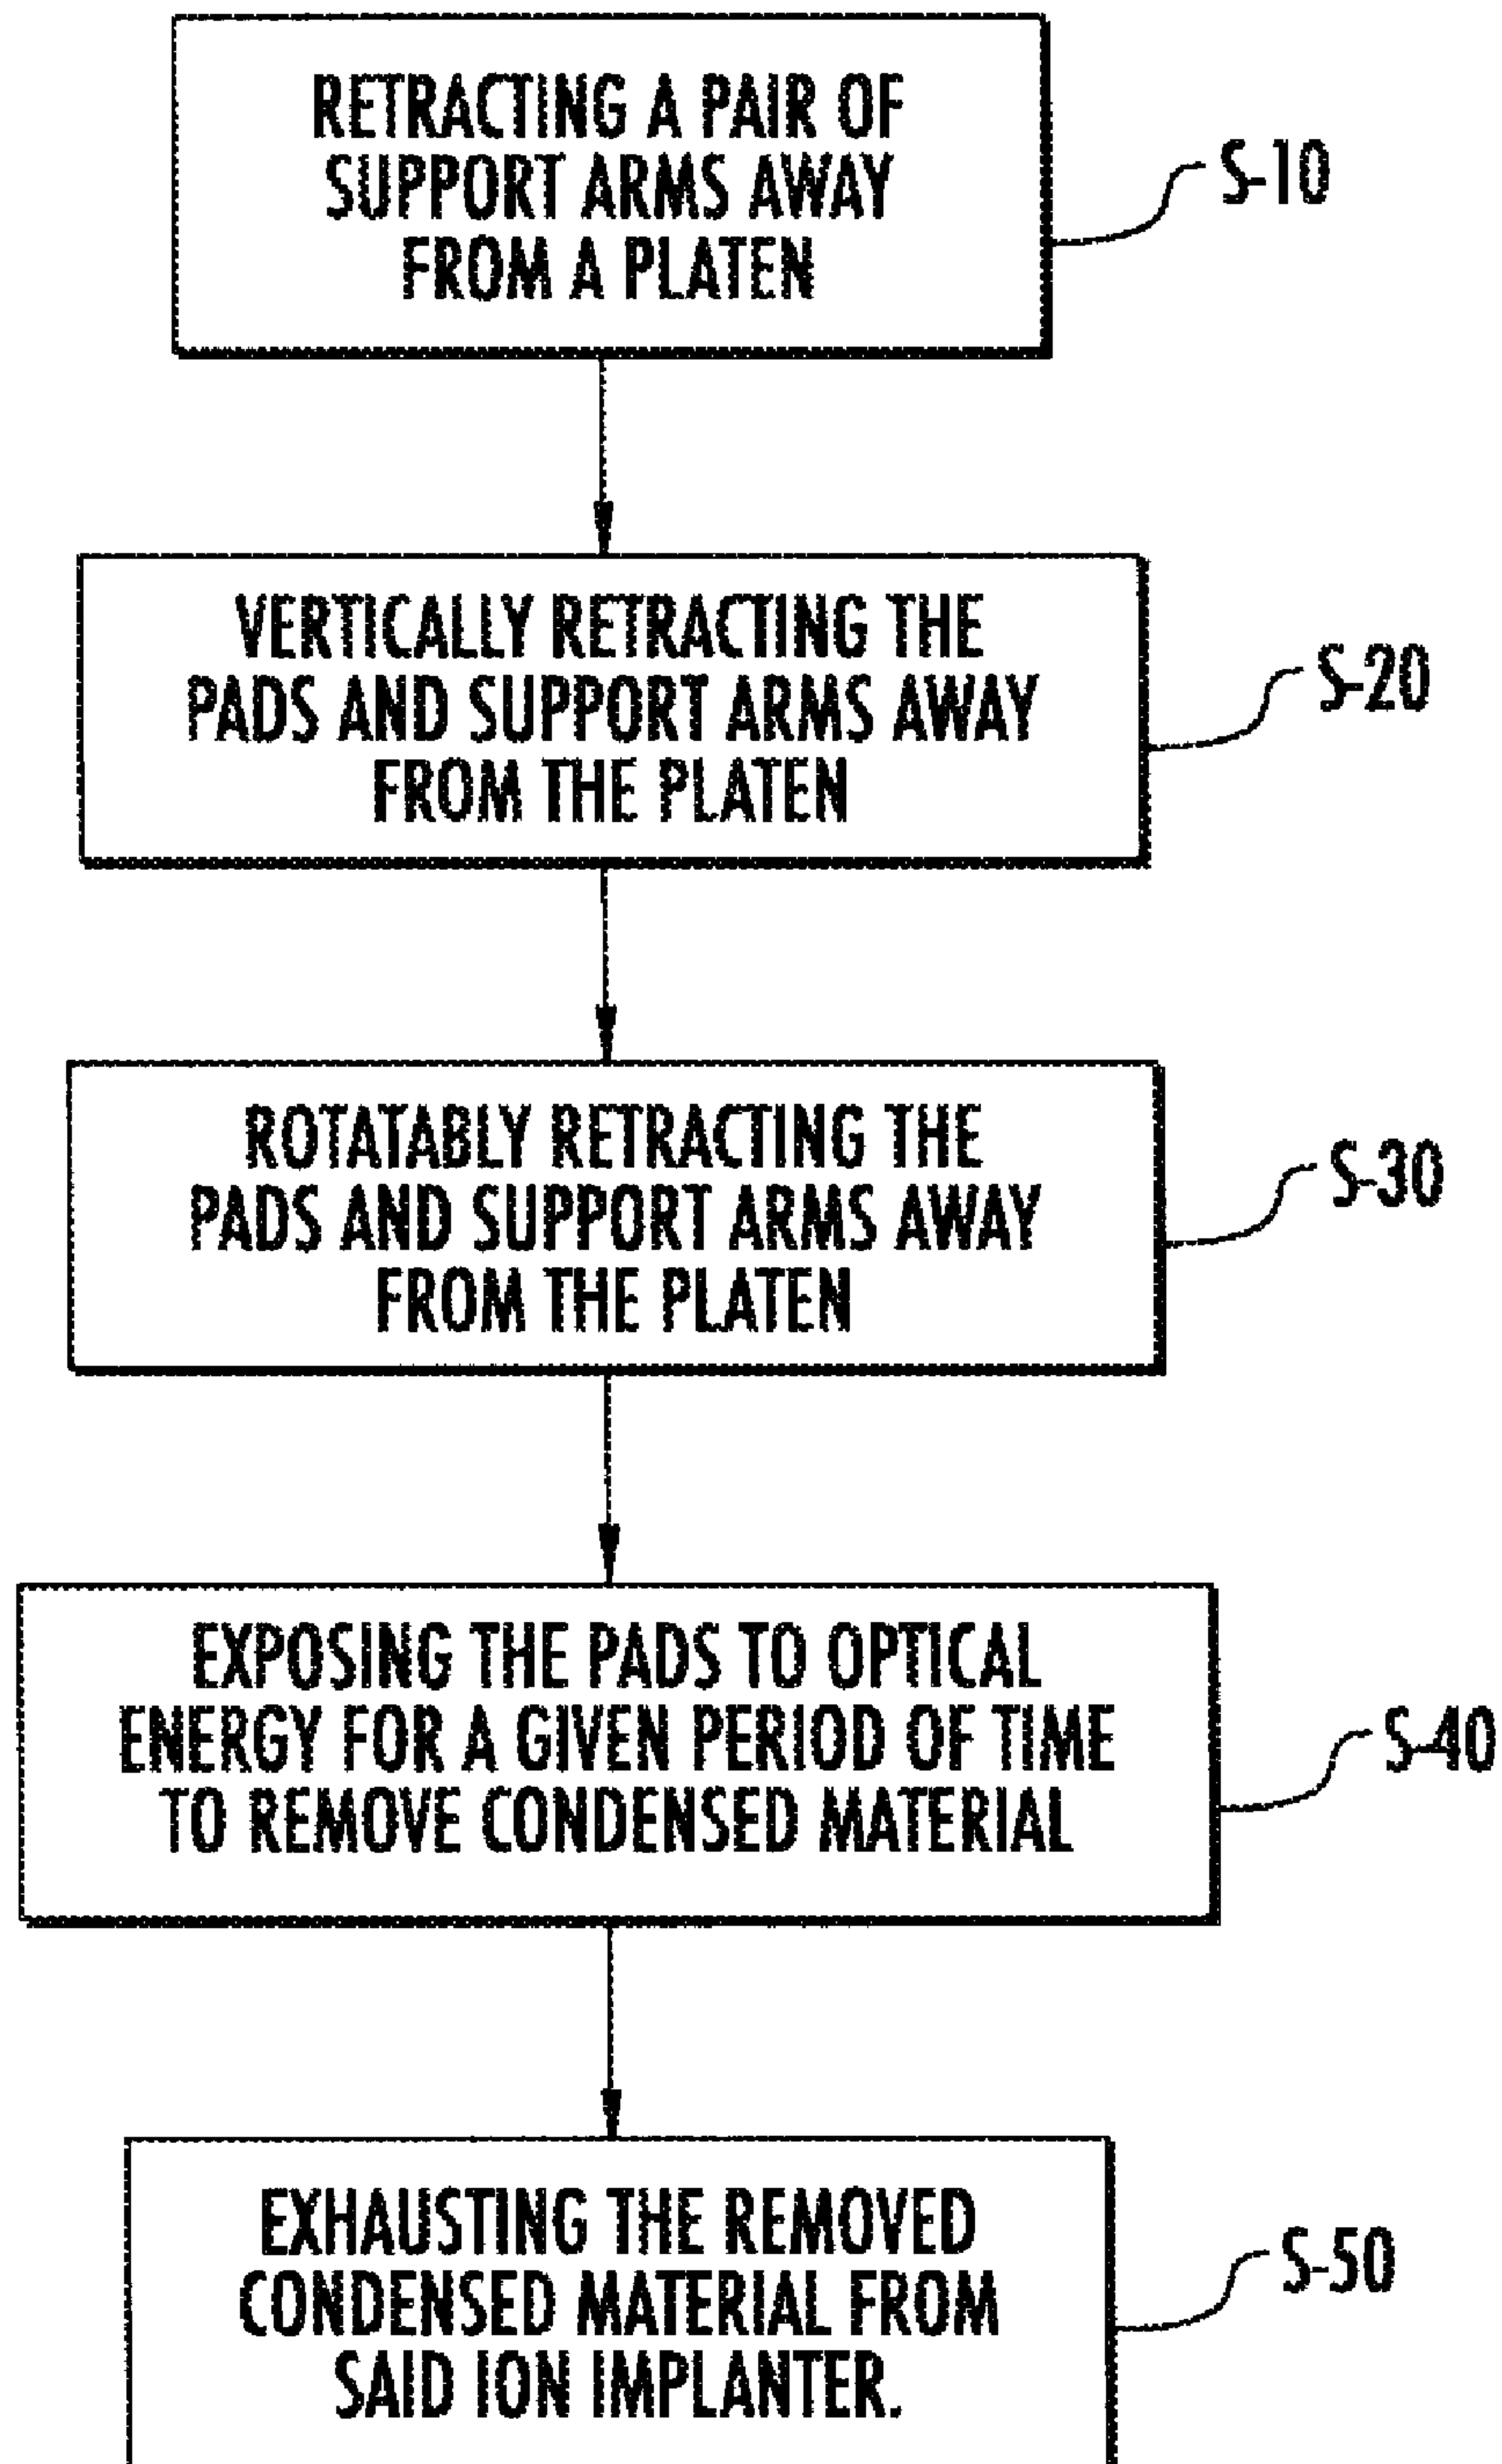 RETRACTING A PAIR OF
SUPPORT ARMS AWAY
FROM A PLATEN
S-10
VERTICALLY RETRACTING THE
PADS AND SUPPORT ARMS AWAY
FROM THE PLATEN
S-20
ROTATABLY RETRACTING THE
PADS AND SUPPORT ARMS AWAY
FROM THE PLATEN
S-30
EXPOSING THE PADS TO OPTICAL
ENERGY FOR A GIVEN PERIOD OF TIME
TO REMOVE CONDENSED MATERIAL
S-40
EXHAUSTING THE REMOVED
CONDENSED MATERIAL FROM
SAID ION IMPLANTER.
S-50